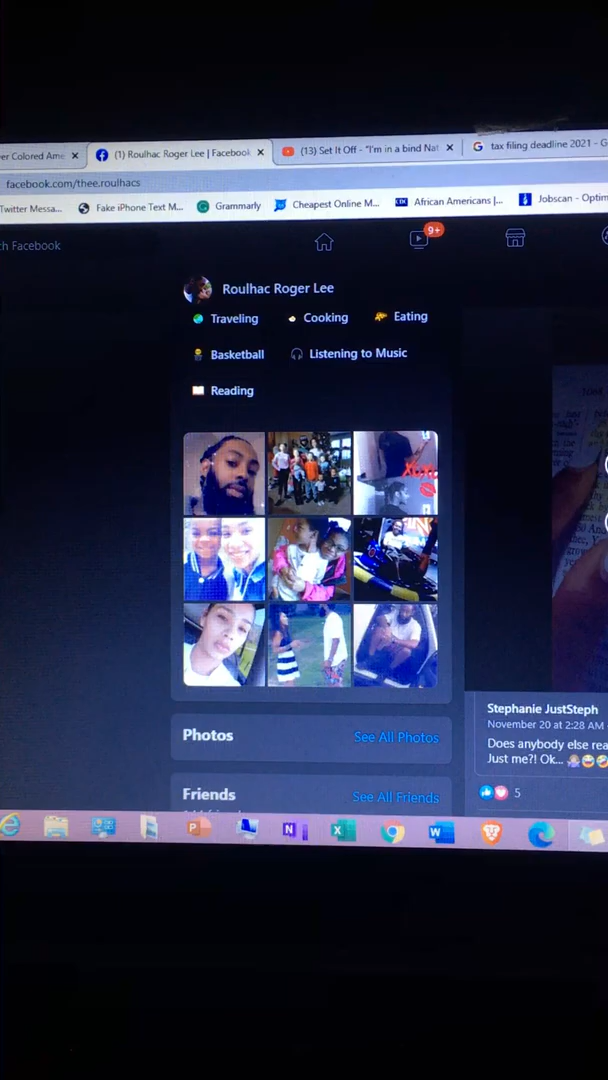 er Colored Ame
(1) Roulhac Roger Lee | Facebook
(13) Set It Off - "I'm in a bind Nat
tax filing deadline 2021 - G
facebook.com/thee.roulhacs
Twitter Messa...
Fake iPhone Text M...
Grammarly
Cheapest Online M...
CDC
African Americans |...
Jobscan - Optim
ch Facebook
9+
Roulhac Roger Lee
Traveling
Cooking
Eating
Basketball
Listening to Music
Reading
XOXO
Photos
See All Photos
Friends
See All Friends
Stephanie JustSteph
November 20 at 2:28 AM
Does anybody else rea
Just me?! Ok...
5